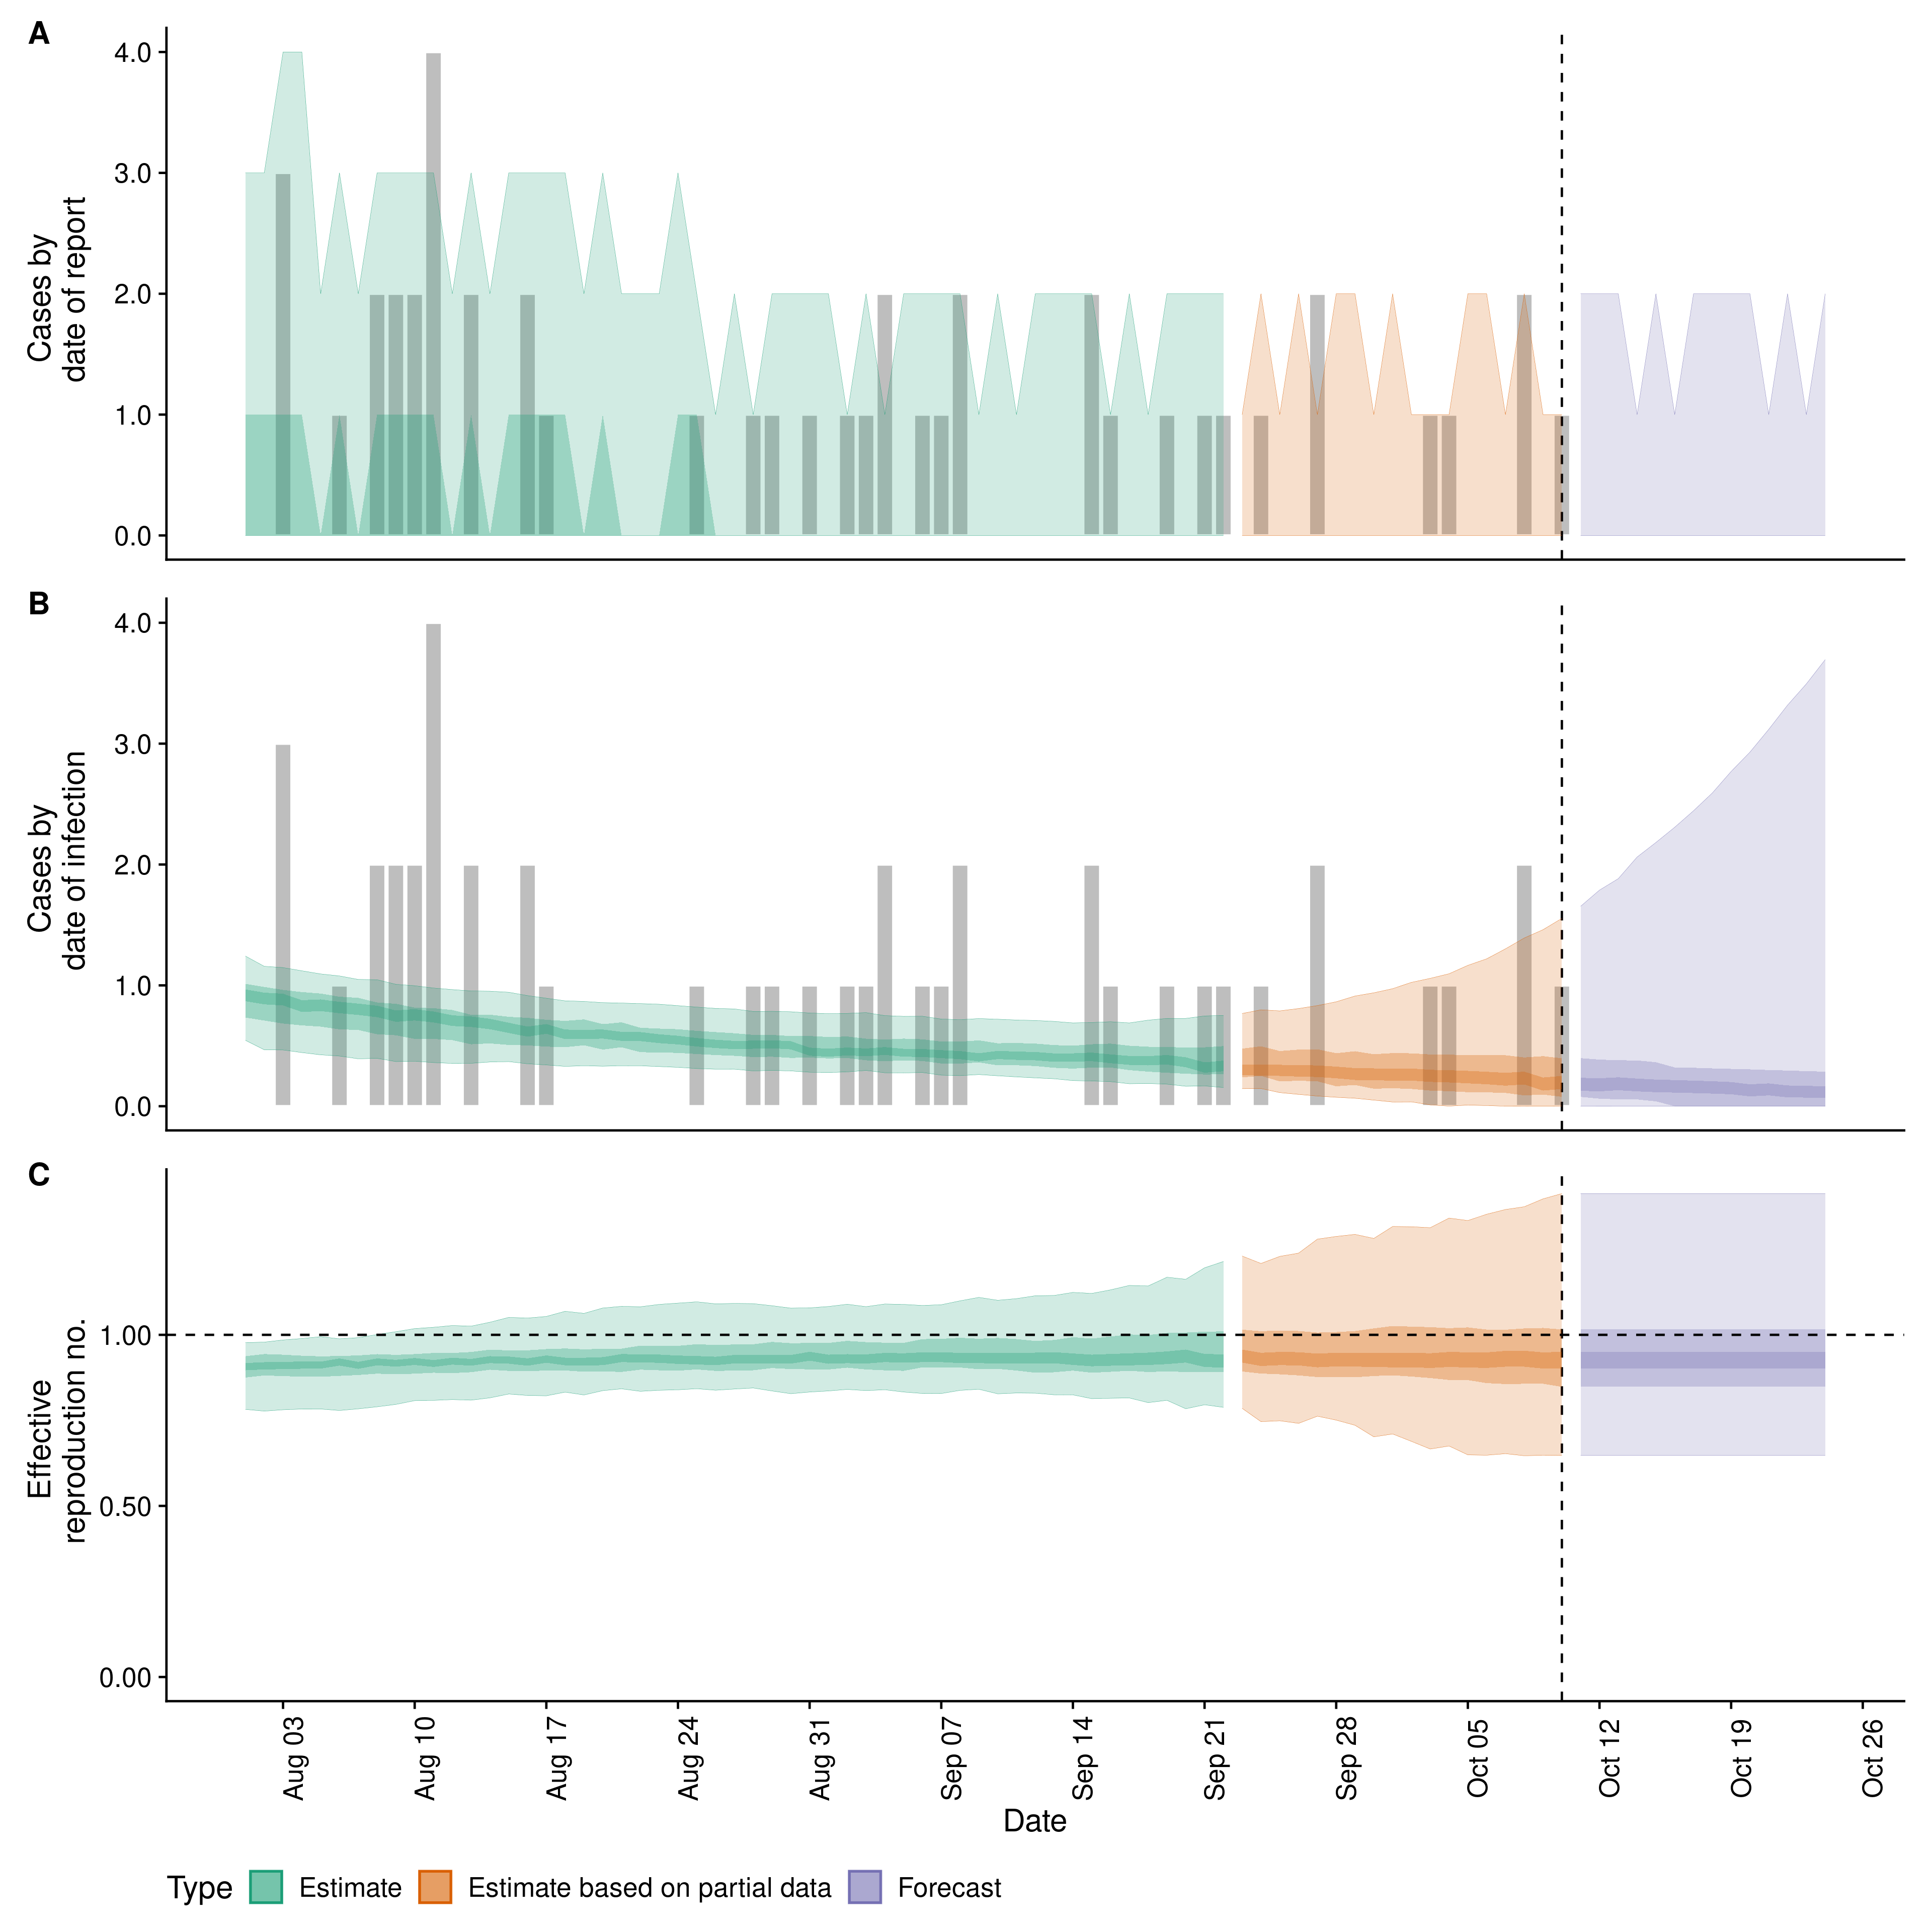 A
4.0
3.0
2.0
1.0
0.0
Cases by
date of report
B
4.0
3.0
2.0
1.0
0.0
Cases by
date of infection
C
1.00
0.50
0.00
Effective
reproduction no.
Aug 03
Aug 10
Aug 17
Aug 24
Aug 31
Sep 07
Sep 14
Sep 21
Sep 28
Oct 05
Oct 12
Oct 19
Oct 26
Date
Type Estimate Estimate based on partial data Forecast